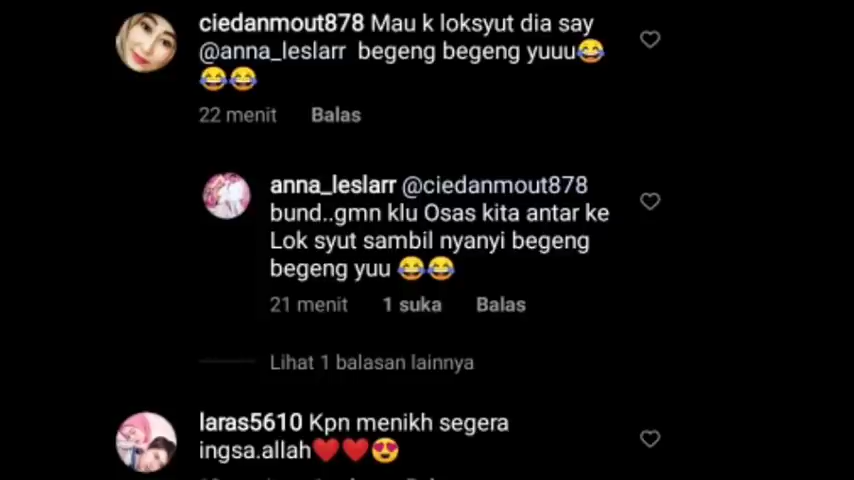 ciedanmout878 Mau k loksyut dia say
@anna_leslarr begeng begeng yuuu😂
😂😂
22 menit Balas
anna_leslarr @ciedanmout878
bund..gmn klu Osas kita antar ke
Lok syut sambil nyanyi begeng
begeng yuu 😂😂
21 menit 1 suka Balas
Lihat 1 balasan lainnya
laras5610 Kpn menikh segera
ingsa.allah❤️❤️😍